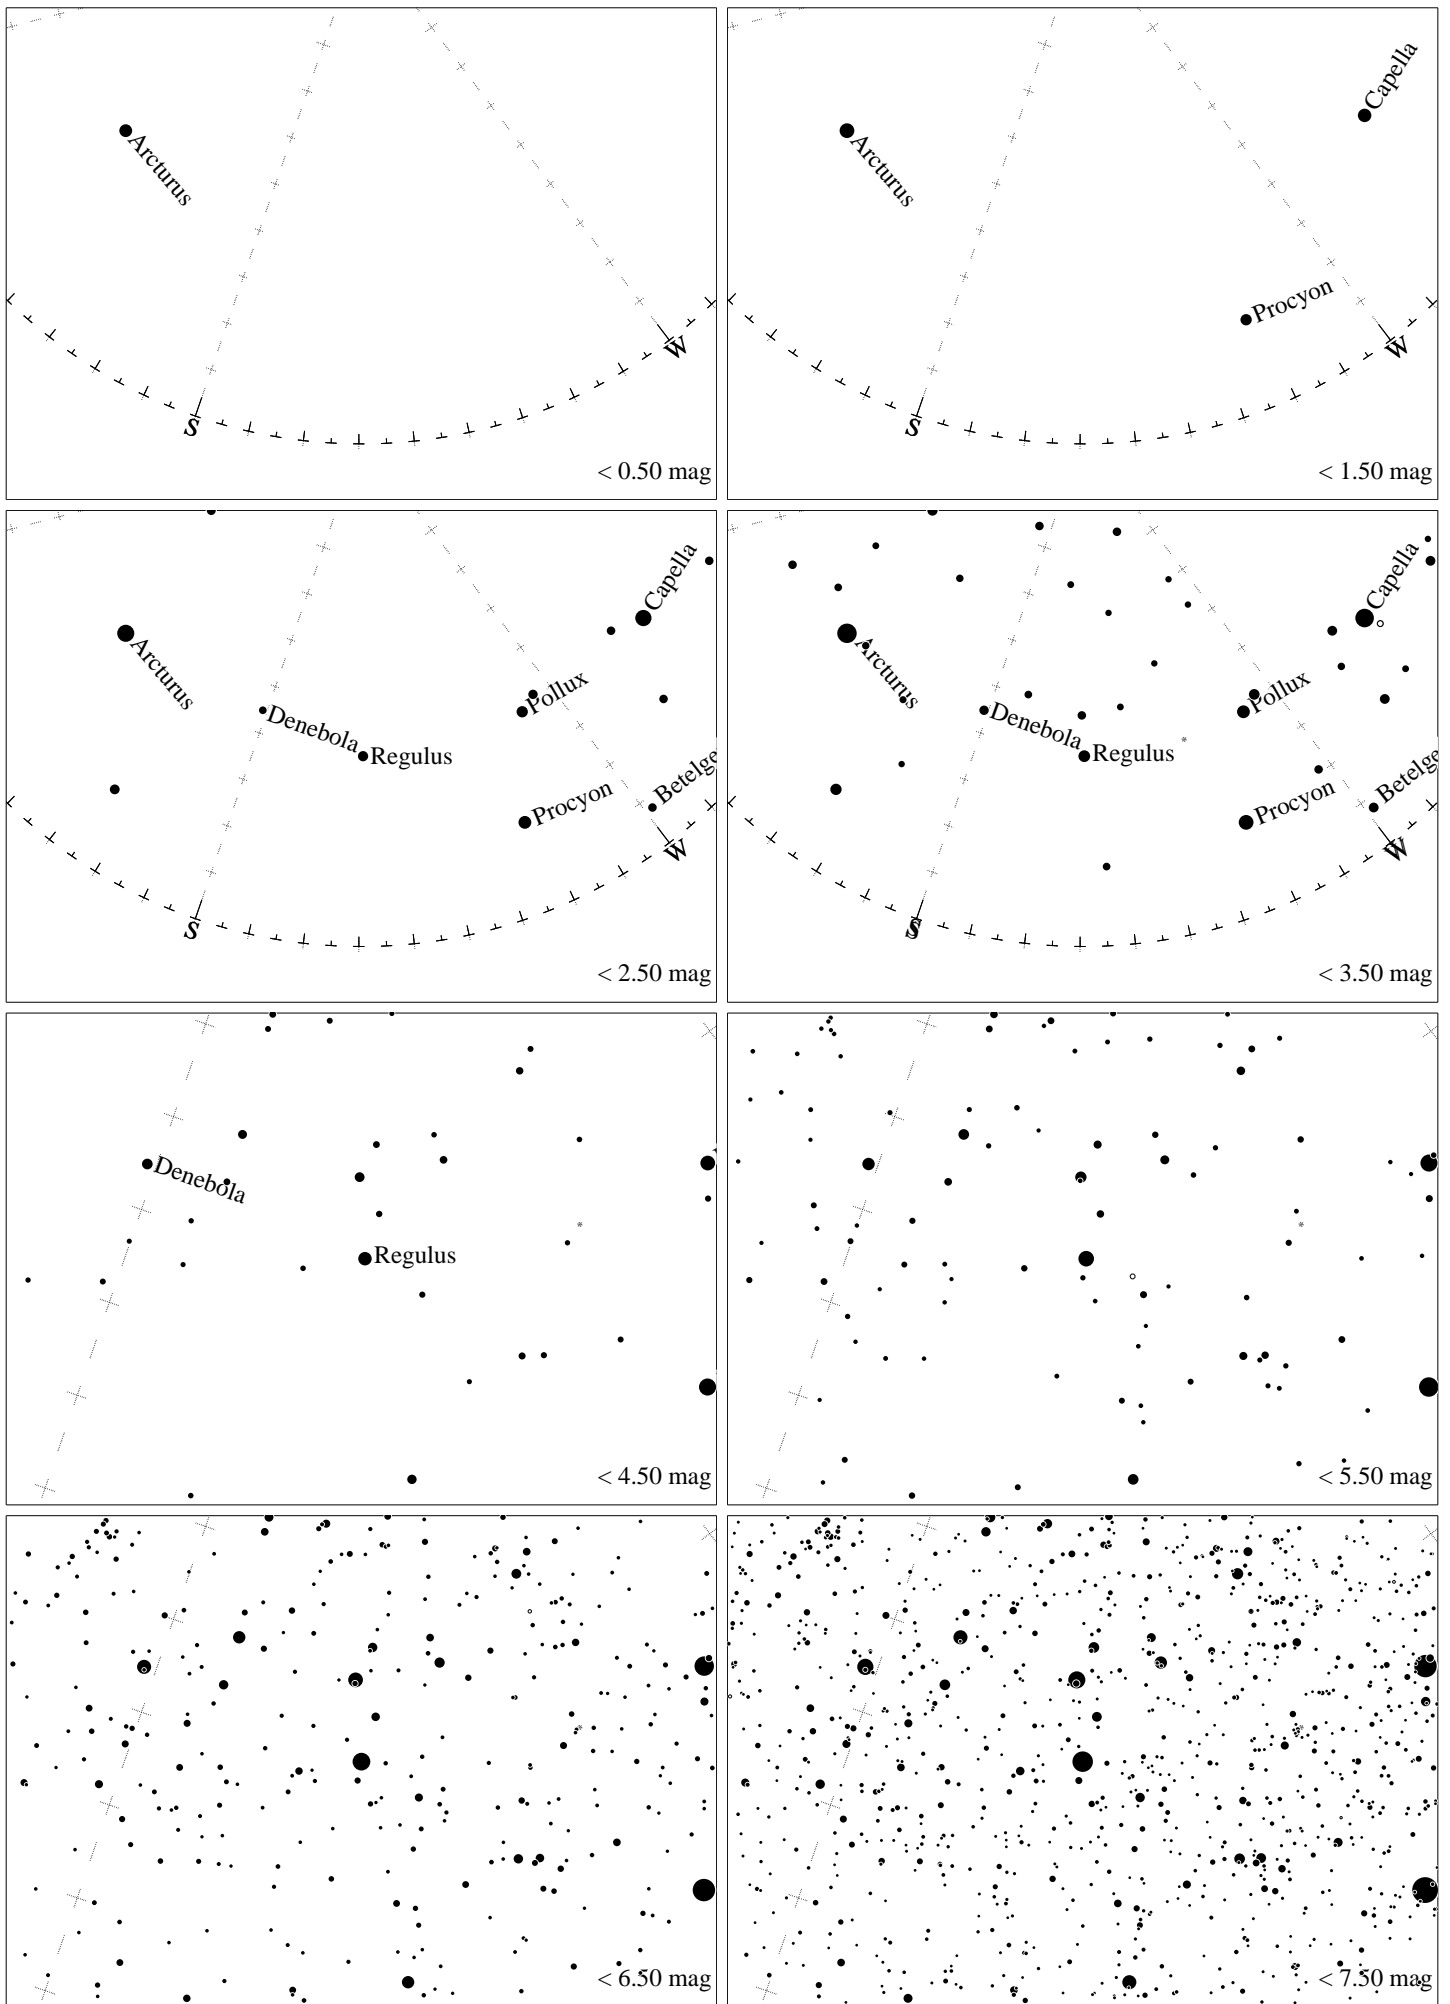 Arcturus
S
W
< 0.50 mag
Capella
Arcturus
Procyon
W
S
< 1.50 mag
Capella
Arcturus
Pollux
Denebola
Regulus
Betelge
Procyon
W
S
< 2.50 mag
Capella
Arcturus
Pollux
Denebola
Regulus
Betelge
Procyon
W
S
< 3.50 mag
Denebola
Regulus
< 4.50 mag
< 5.50 mag
< 6.50 mag
< 7.50 mag